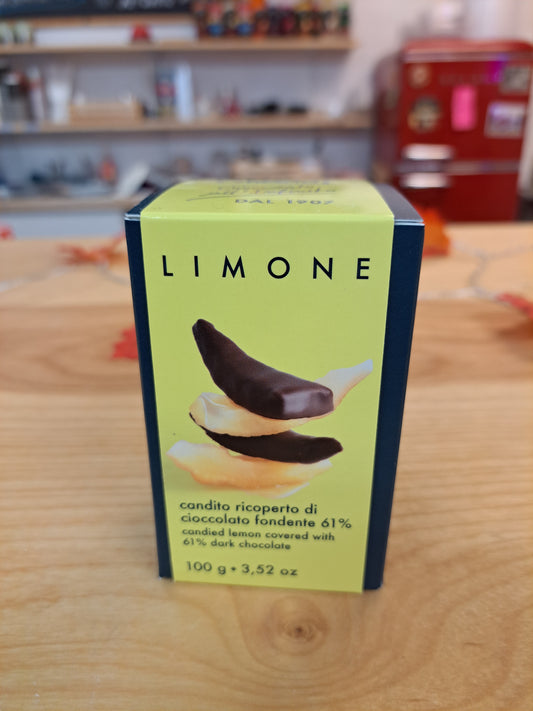 DAL 1987
LIMONE
candito ricoperto di
cioccolato fondente 61%
candied lemon covered with
61% dark chocolate
100 g • 3,52 oz